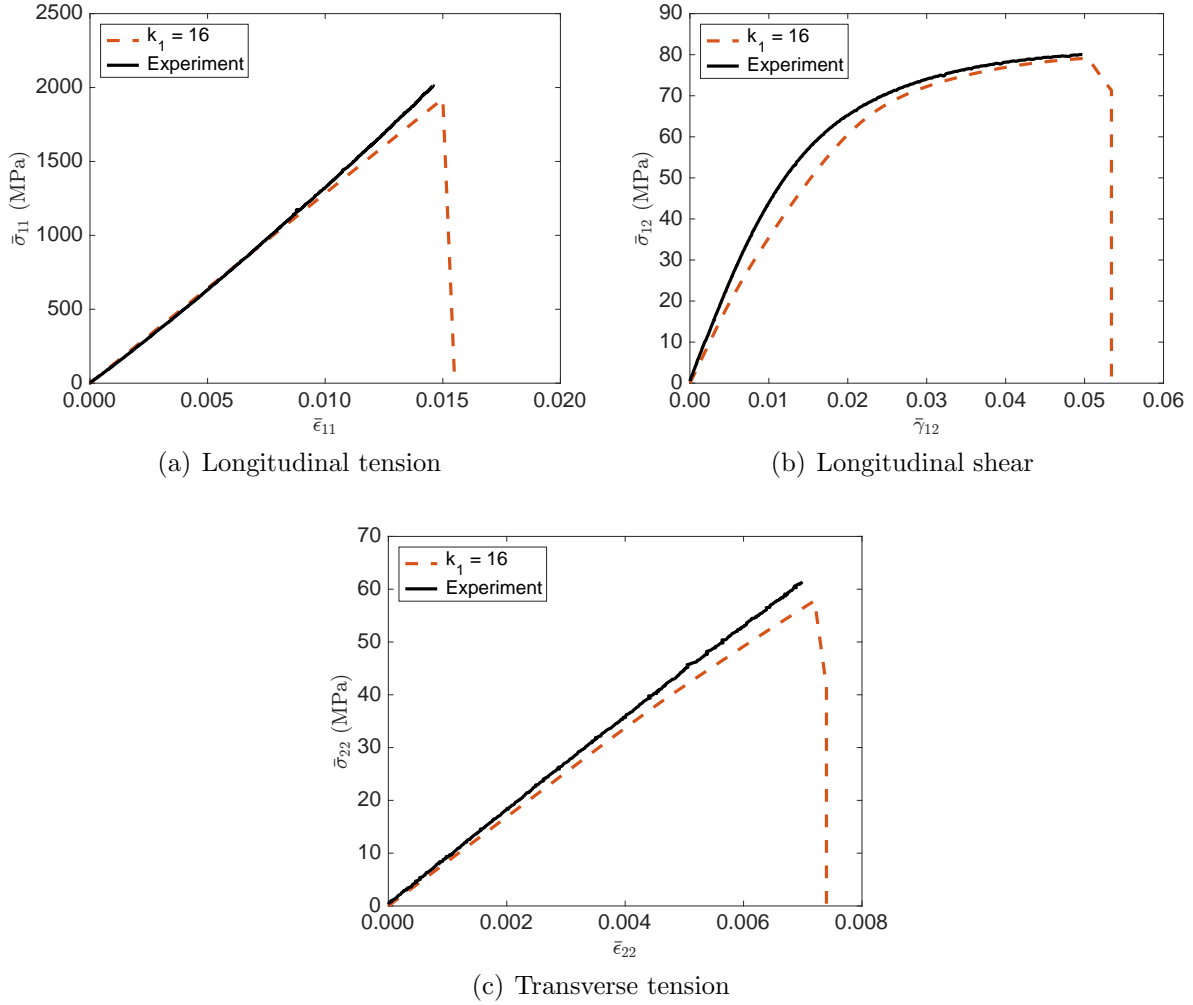 2500
2000
1500
1000
500
0
σ̄₁₁ (MPa)
k₁ = 16
Experiment
0.000 0.005 0.010 0.015 0.020
ε̄₁₁
(a) Longitudinal tension
90
80
70
60
50
40
30
20
10
0
σ̄₁₂ (MPa)
k₁ = 16
Experiment
0.00 0.01 0.02 0.03 0.04 0.05 0.06
γ̄₁₂
(b) Longitudinal shear
70
60
50
40
30
20
10
0
σ̄₂₂ (MPa)
k₁ = 16
Experiment
0.000 0.002 0.004 0.006 0.008
ε̄₂₂
(c) Transverse tension